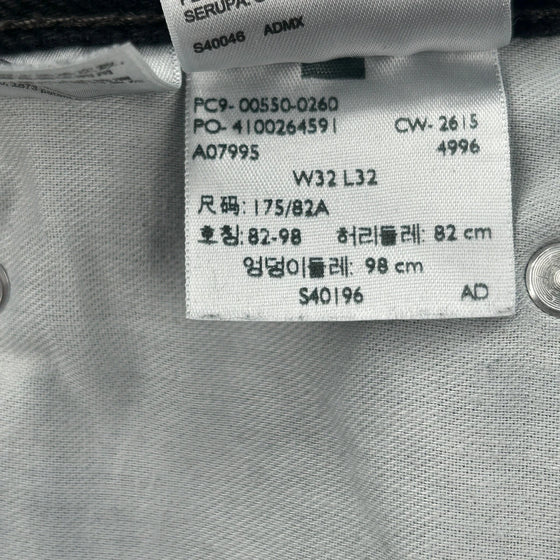 SERUPA:
S40046 ADMX
PC9- 00550-0260
PO- 4100264591 CW- 2615
A07995 4996
W32 L32
尺码: 175/82A
호칭: 82-98 허리둘레: 82 cm
엉덩이둘레: 98 cm
S40196 AD